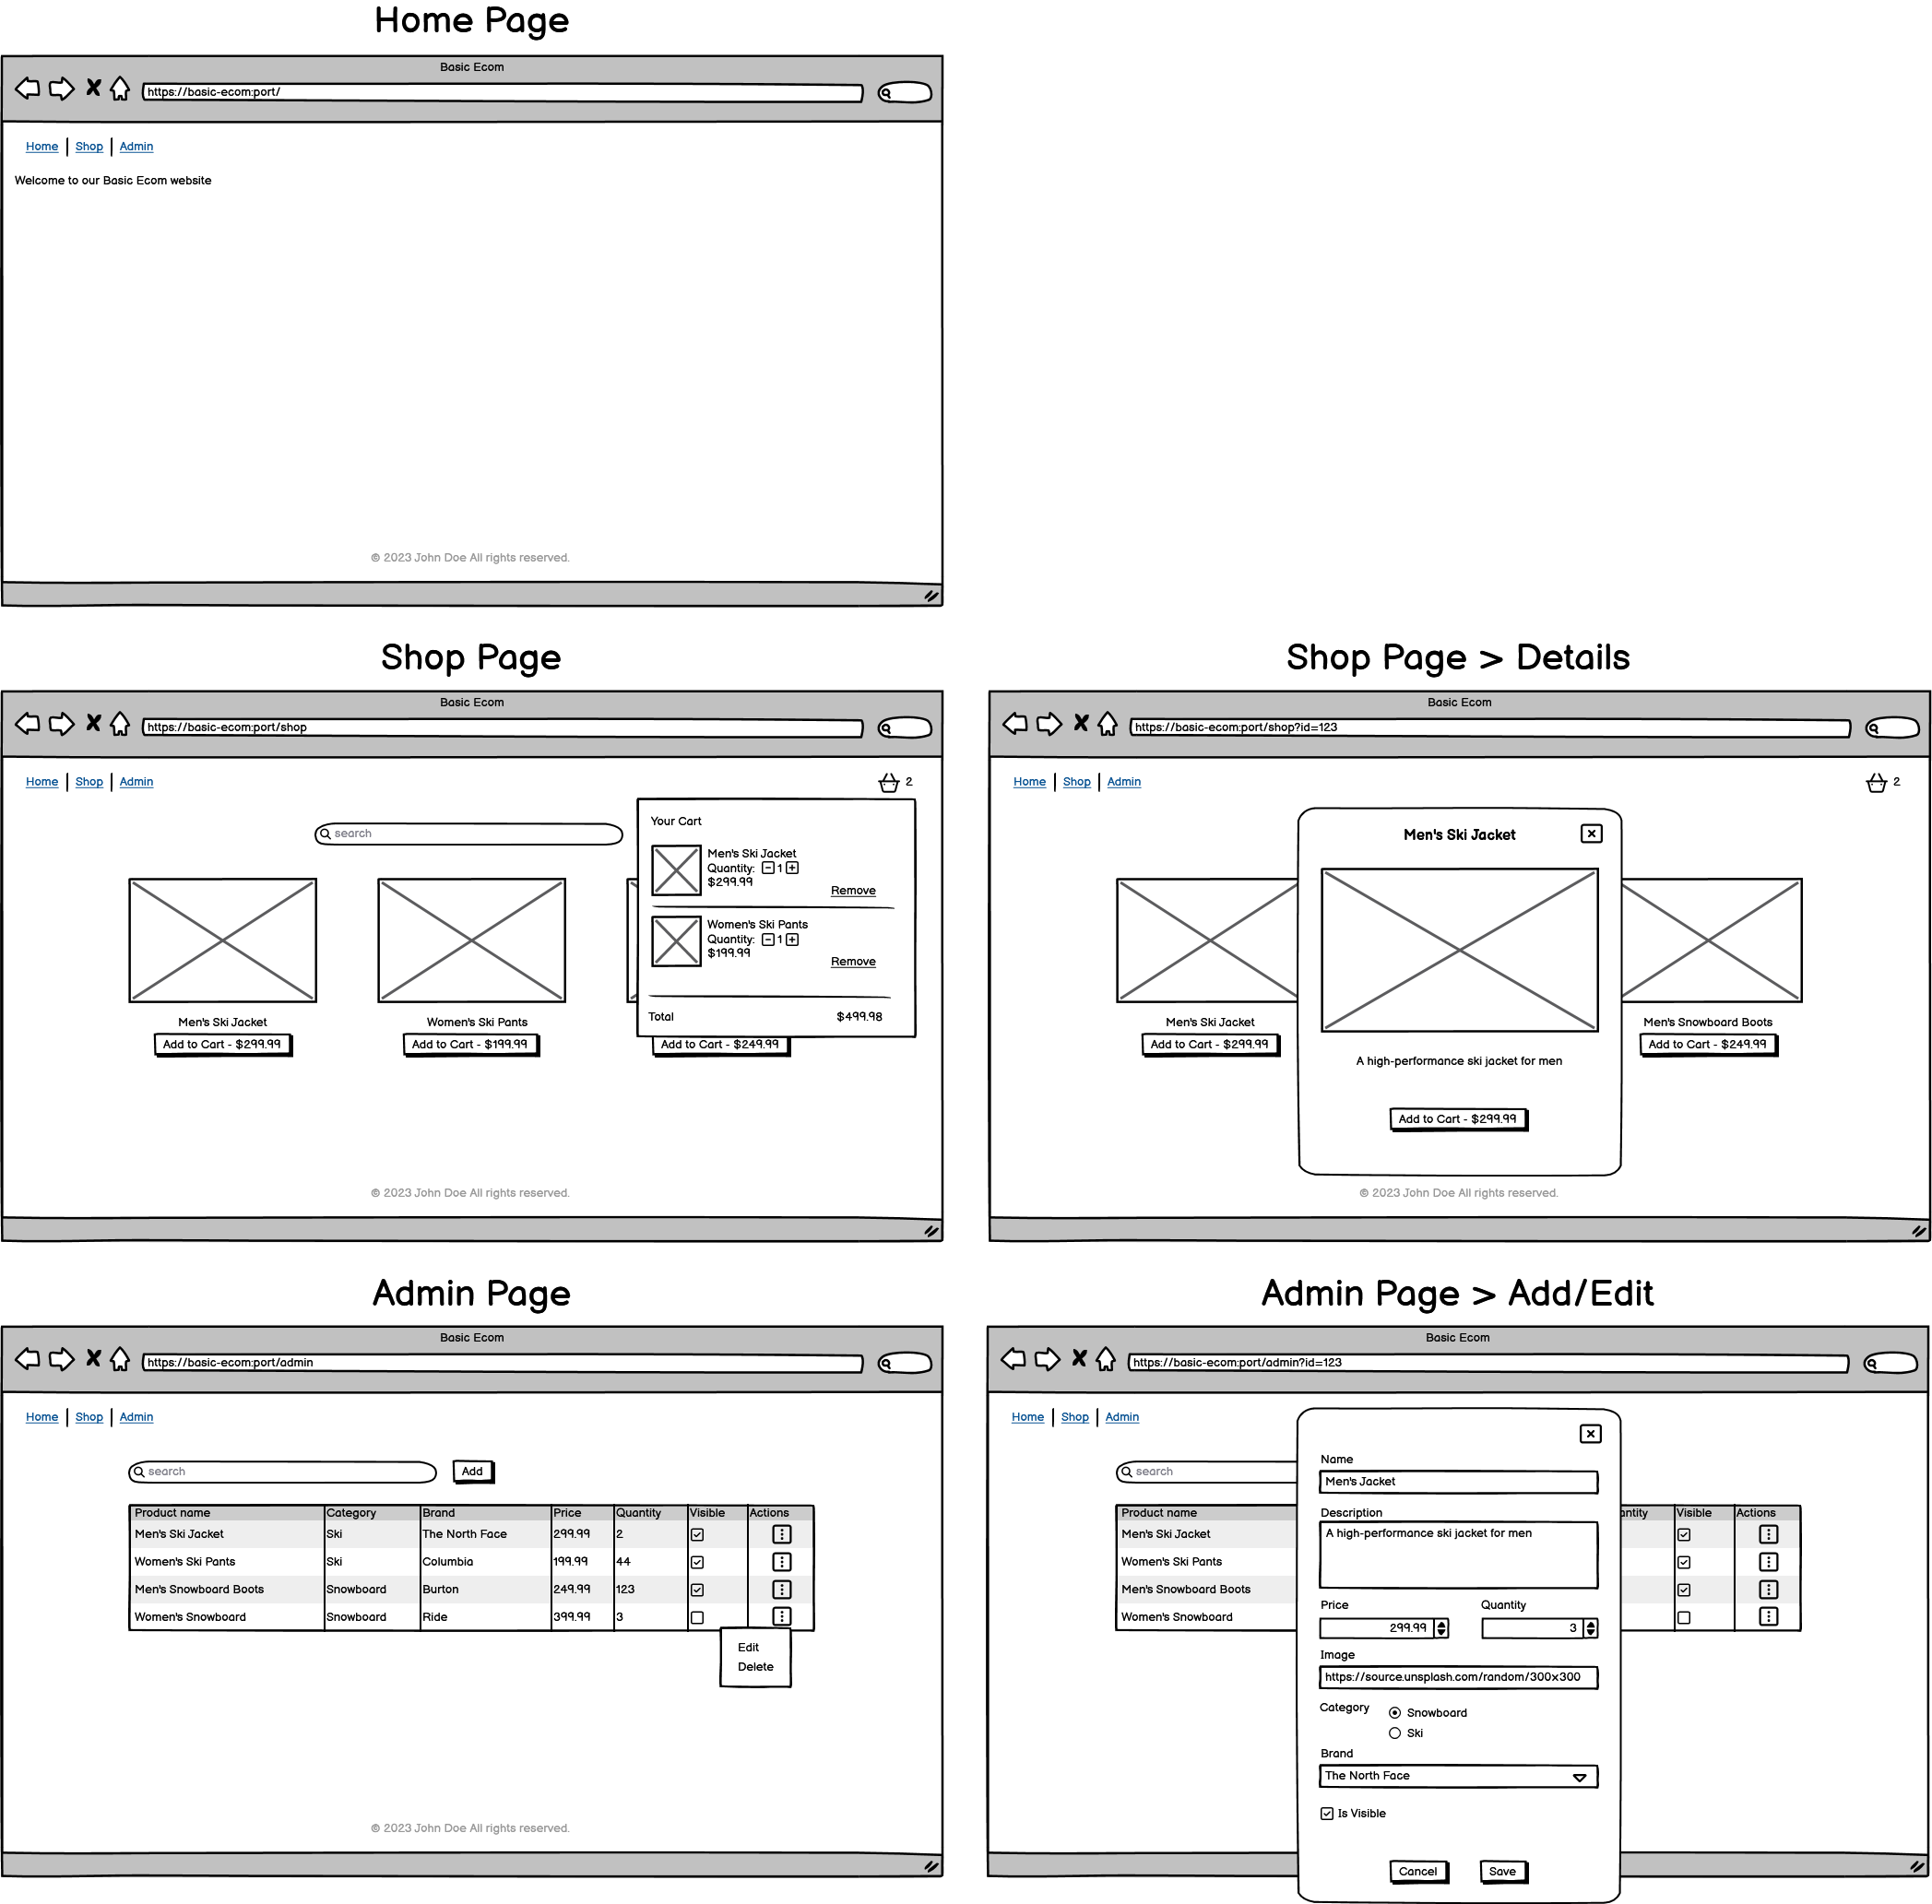 Home Page
Basic Ecom
https://basic-ecom:port/
Home Shop Admin
Welcome to our Basic Ecom website
© 2023 John Doe All rights reserved.
Shop Page
Basic Ecom
https://basic-ecom:port/shop
Home Shop Admin
2
search
Your Cart
Men's Ski Jacket
Quantity: 1
$299.99
Remove
Women's Ski Pants
Quantity: 1
$199.99
Remove
Total $499.98
Men's Ski Jacket
Add to Cart - $299.99
Women's Ski Pants
Add to Cart - $199.99
Add to Cart - $249.99
© 2023 John Doe All rights reserved.
Shop Page > Details
Basic Ecom
https://basic-ecom:port/shop?id=123
Home Shop Admin
2
Men's Ski Jacket
A high-performance ski jacket for men
Add to Cart - $299.99
Men's Ski Jacket
Add to Cart - $299.99
Men's Snowboard Boots
Add to Cart - $249.99
© 2023 John Doe All rights reserved.
Admin Page
Basic Ecom
https://basic-ecom:port/admin
Home Shop Admin
search Add
Product name Category Brand Price Quantity Visible Actions
Men's Ski Jacket Ski The North Face 299.99 2
Women's Ski Pants Ski Columbia 199.99 44
Men's Snowboard Boots Snowboard Burton 249.99 123
Women's Snowboard Snowboard Ride 399.99 3
Edit
Delete
© 2023 John Doe All rights reserved.
Admin Page > Add/Edit
Basic Ecom
https://basic-ecom:port/admin?id=123
Home Shop Admin
search
Product name antity Visible Actions
Men's Ski Jacket
Women's Ski Pants
Men's Snowboard Boots
Women's Snowboard
Name
Men's Jacket
Description
A high-performance ski jacket for men
Price Quantity
299.99 3
Image
https://source.unsplash.com/random/300x300
Category Snowboard
Ski
Brand
The North Face
Is Visible
Cancel Save